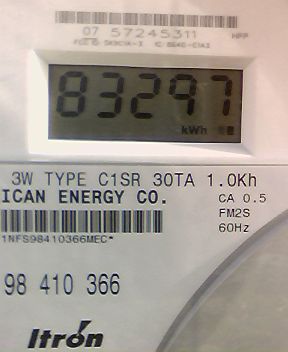 07 57245311 HPP
83297
kWh
3W TYPE C1SR 30TA 1.0Kh
ICAN ENERGY CO. CA 0.5
FM2S
60Hz
1NFS98410366MEC*
98 410 366
Itron